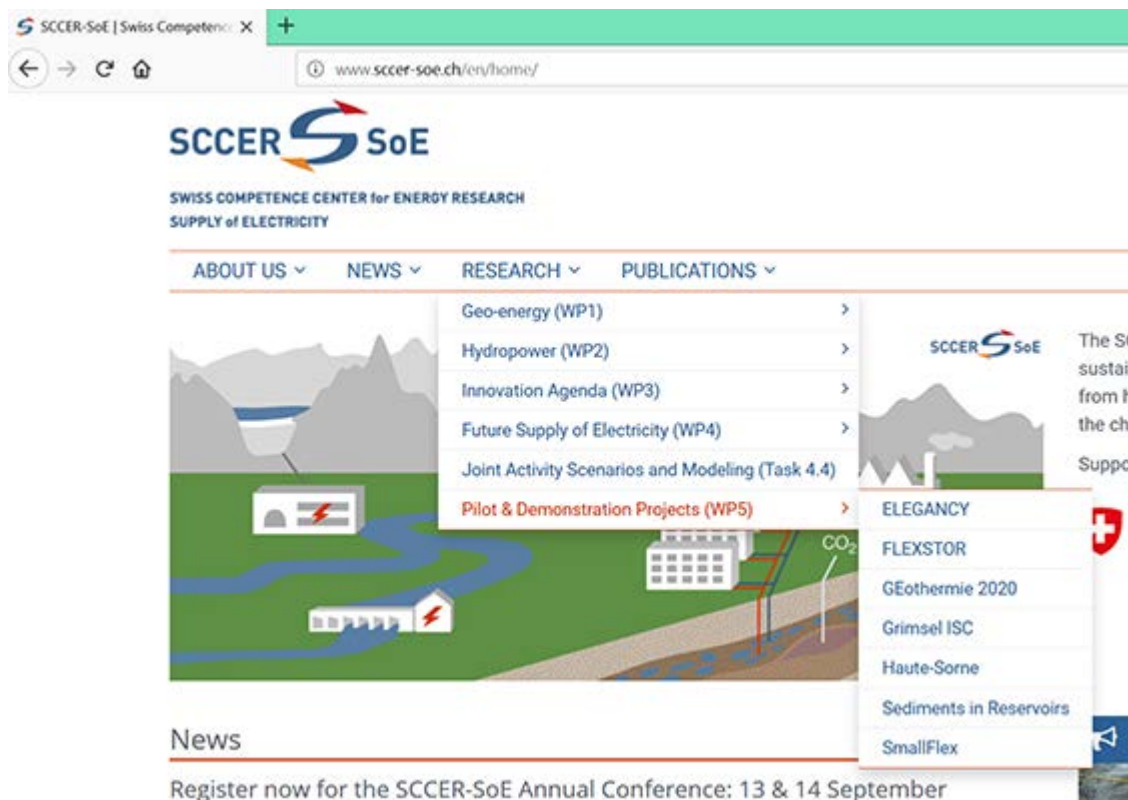 SCCER-SoE | Swiss Competenc
www.sccer-soe.ch/en/home/
SCCER SoE
SWISS COMPETENCE CENTER for ENERGY RESEARCH
SUPPLY of ELECTRICITY
ABOUT US NEWS RESEARCH PUBLICATIONS
Geo-energy (WP1)
Hydropower (WP2)
Innovation Agenda (WP3)
Future Supply of Electricity (WP4)
Joint Activity Scenarios and Modeling (Task 4.4)
Pilot & Demonstration Projects (WP5)
ELEGANCY
FLEXSTOR
GEothermie 2020
Grimsel ISC
Haute-Sorne
Sediments in Reservoirs
SmallFlex
SCCER SoE
CO2
The
from
the
News
Register now for the SCCER-SoE Annual Conference: 13 & 14 September